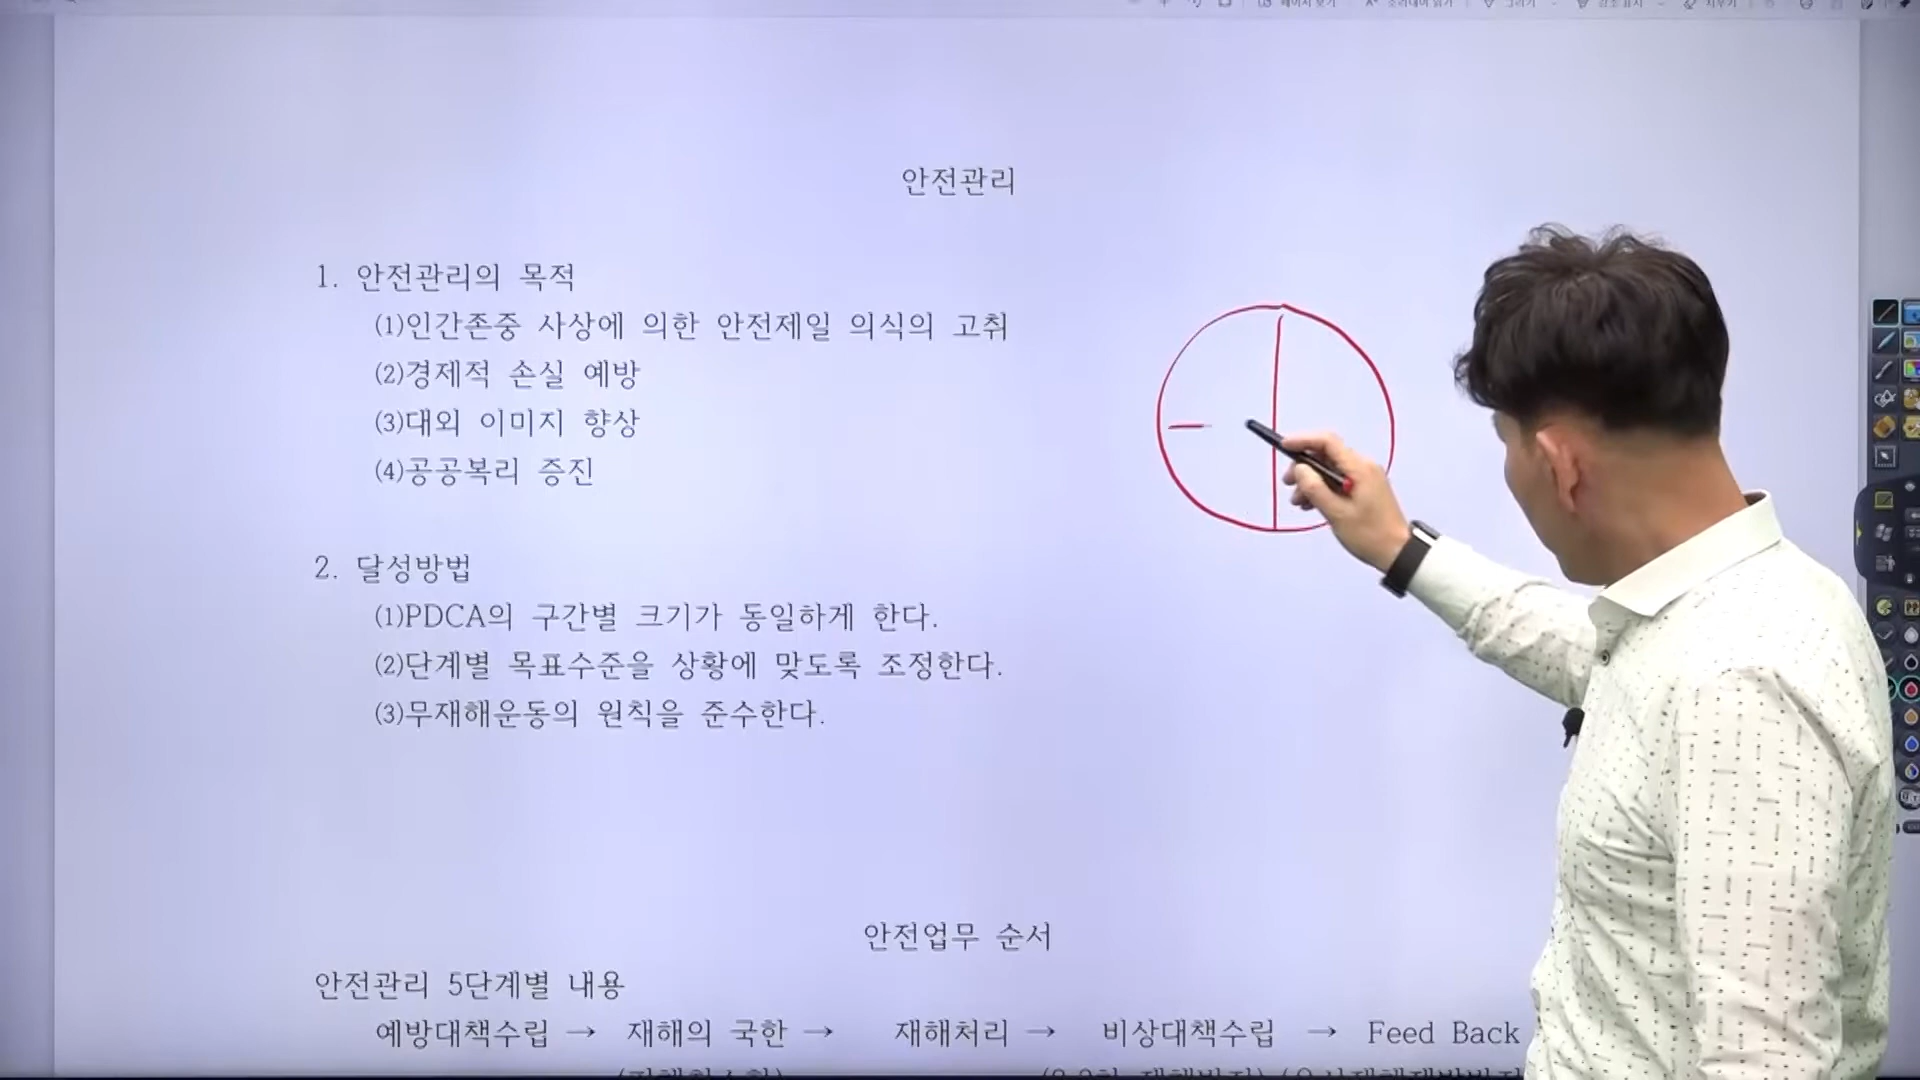 안전관리
1. 안전관리의 목적
(1)인간존중 사상에 의한 안전제일 의식의 고취
(2)경제적 손실 예방
(3)대외 이미지 향상
(4)공공복리 증진
2. 달성방법
(1)PDCA의 구간별 크기가 동일하게 한다.
(2)단계별 목표수준을 상황에 맞도록 조정한다.
(3)무재해운동의 원칙을 준수한다.
안전업무 순서
안전관리 5단계별 내용
예방대책수립 → 재해의 국한 → 재해처리 → 비상대책수립 → Feed Back